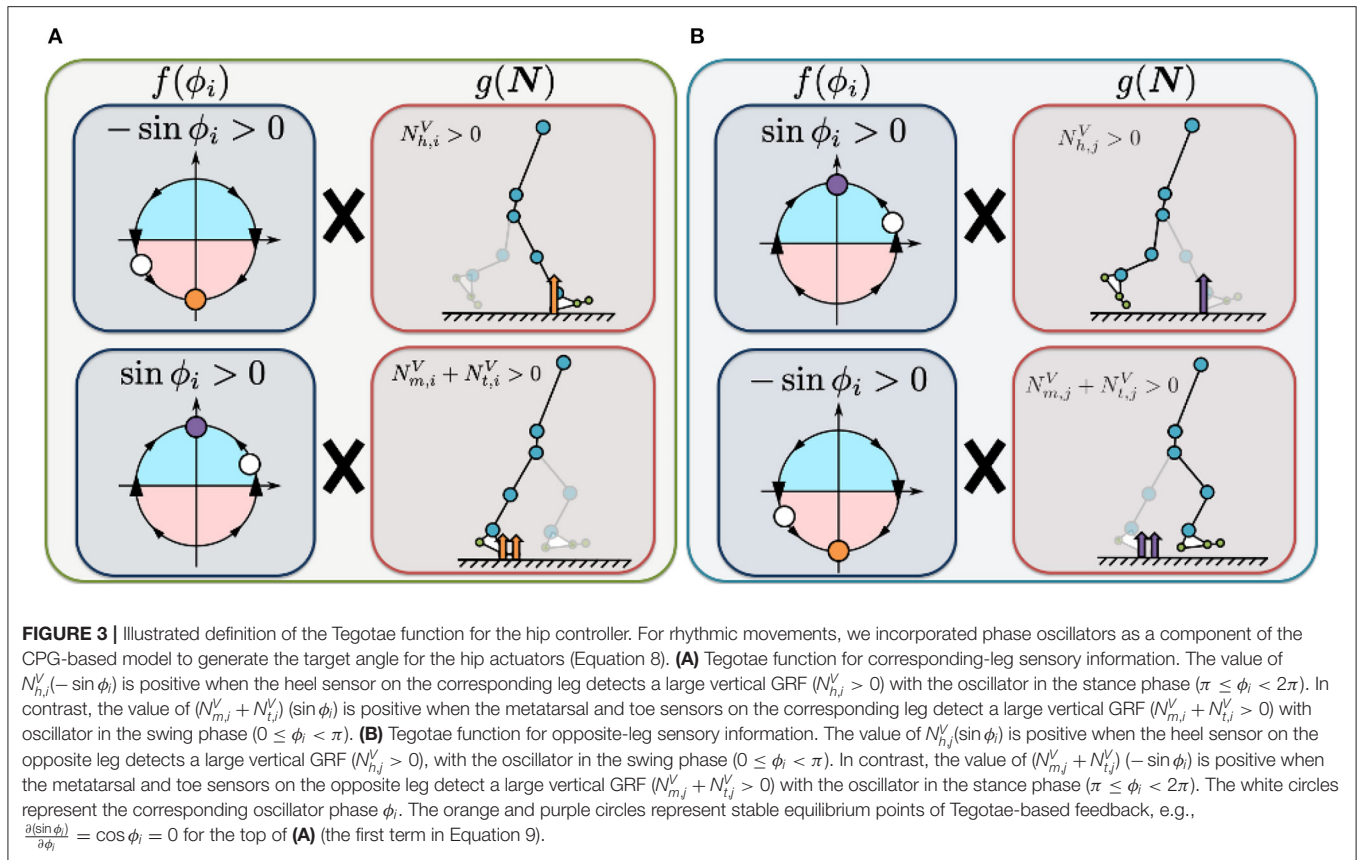 A
B
f(ϕ_i)
g(N)
f(ϕ_i)
g(N)
− sin ϕ_i > 0
N^V_{h,i} > 0
sin ϕ_i > 0
N^V_{h,j} > 0
sin ϕ_i > 0
N^V_{m,i} + N^V_{t,i} > 0
− sin ϕ_i > 0
N^V_{m,j} + N^V_{t,j} > 0
FIGURE 3 | Illustrated definition of the Tegotae function for the hip controller. For rhythmic movements, we incorporated phase oscillators as a component of the
CPG-based model to generate the target angle for the hip actuators (Equation 8). (A) Tegotae function for corresponding-leg sensory information. The value of
N^V_{h,i}(− sin ϕ_i) is positive when the heel sensor on the corresponding leg detects a large vertical GRF (N^V_{h,i} > 0) with the oscillator in the stance phase (π ≤ ϕ_i < 2π). In
contrast, the value of (N^V_{m,i} + N^V_{t,i}) (sin ϕ_i) is positive when the metatarsal and toe sensors on the corresponding leg detect a large vertical GRF (N^V_{m,i} + N^V_{t,i} > 0) with
oscillator in the swing phase (0 ≤ ϕ_i < π). (B) Tegotae function for opposite-leg sensory information. The value of N^V_{h,j}(sin ϕ_i) is positive when the heel sensor on the
opposite leg detects a large vertical GRF (N^V_{h,j} > 0), with the oscillator in the swing phase (0 ≤ ϕ_i < π). In contrast, the value of (N^V_{m,j} + N^V_{t,j}) (− sin ϕ_i) is positive when
the metatarsal and toe sensors on the opposite leg detect a large vertical GRF (N^V_{m,j} + N^V_{t,j} > 0) with the oscillator in the stance phase (π ≤ ϕ_i < 2π). The white circles
represent the corresponding oscillator phase ϕ_i. The orange and purple circles represent stable equilibrium points of Tegotae-based feedback, e.g.,
∂(sin ϕ_i)/∂ϕ_i = cos ϕ_i = 0 for the top of (A) (the first term in Equation 9).